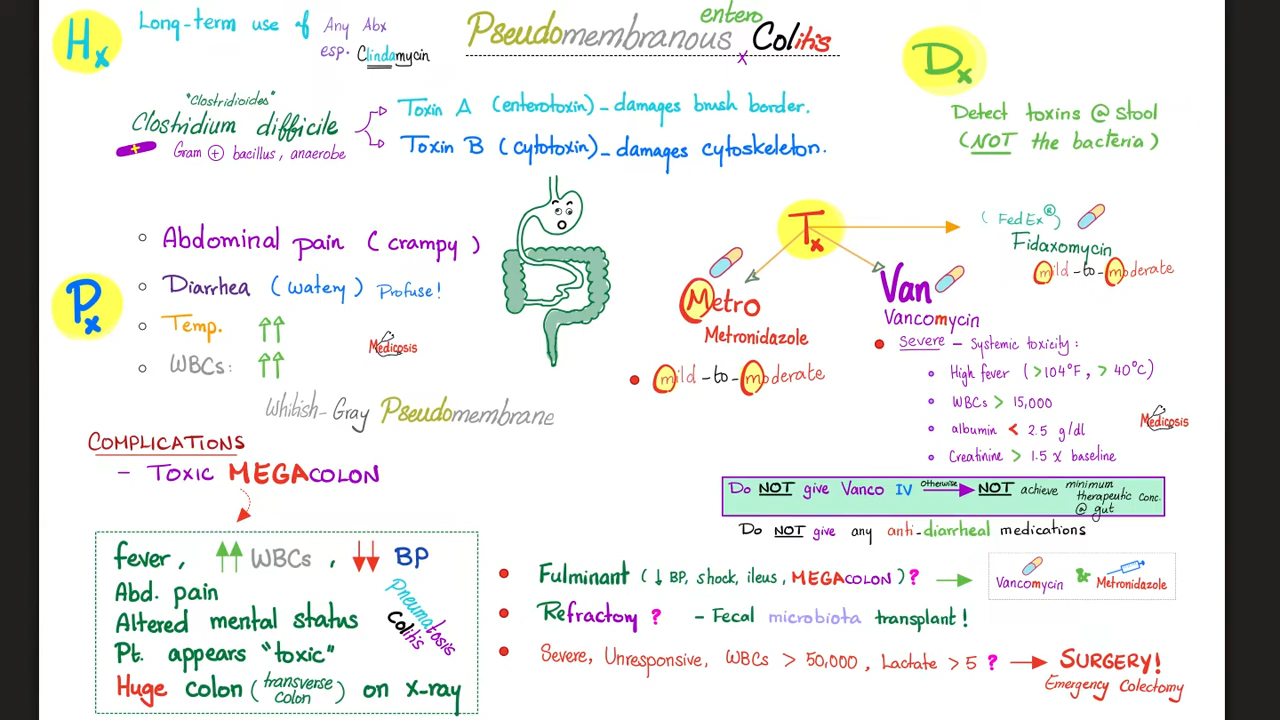 Hx
Long-term use of Any Abx
esp. Clindamycin
entero
Pseudomembranous x Colitis
Dx
Detect toxins @ Stool
(NOT the bacteria)
"Clostridioides"
Clostridium difficile
+ Gram + bacillus, anaerobe
Toxin A (enterotoxin) - damages brush border.
Toxin B (cytotoxin) - damages cytoskeleton.
Px
Abdominal pain (crampy)
Diarrhea (watery) Profuse!
Temp. ⇑⇑
WBCs: ⇑⇑
Medicosis
Whitish-Gray Pseudomembrane
Tx
Metro
Metronidazole
mild-to-moderate
Van
Vancomycin
(FedEx®)
Fidaxomycin
mild-to-moderate
Severe - Systemic toxicity:
High fever (>104°F, > 40°C)
WBCs > 15,000
albumin < 2.5 g/dl
Creatinine > 1.5 x baseline
Medicosis
Do NOT give Vanco IV otherwise → NOT achieve minimum therapeutic conc. @ gut
Do NOT give any anti-diarrheal medications
COMPLICATIONS
- TOXIC MEGACOLON
fever, ↑↑ WBCs, ↓↓ BP
Abd. pain
Altered mental status
Pt. appears "toxic"
Huge colon (transverse colon) on x-ray
Pneumatosis
Colitis
Fulminant (↓ BP, shock, ileus, MEGACOLON)? → Vancomycin & Metronidazole
Refractory? - Fecal microbiota transplant!
Severe, Unresponsive, WBCs > 50,000, Lactate > 5? → SURGERY!
Emergency Colectomy